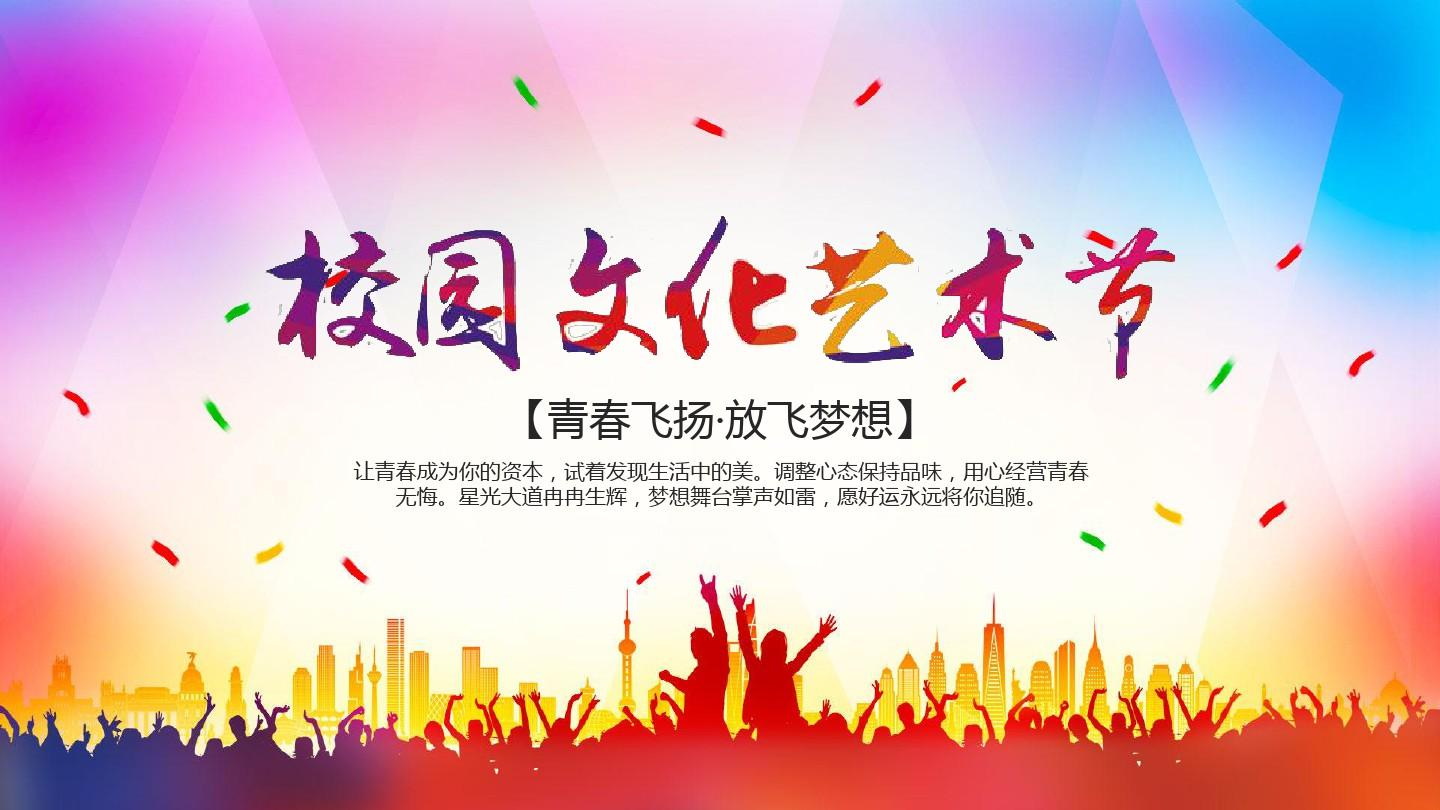 校园文化艺术节
【青春飞扬·放飞梦想】
让青春成为你的资本，试着发现生活中的美。调整心态保持品味，用心经营青春
无悔。星光大道冉冉生辉，梦想舞台掌声如雷，愿好运永远将你追随。